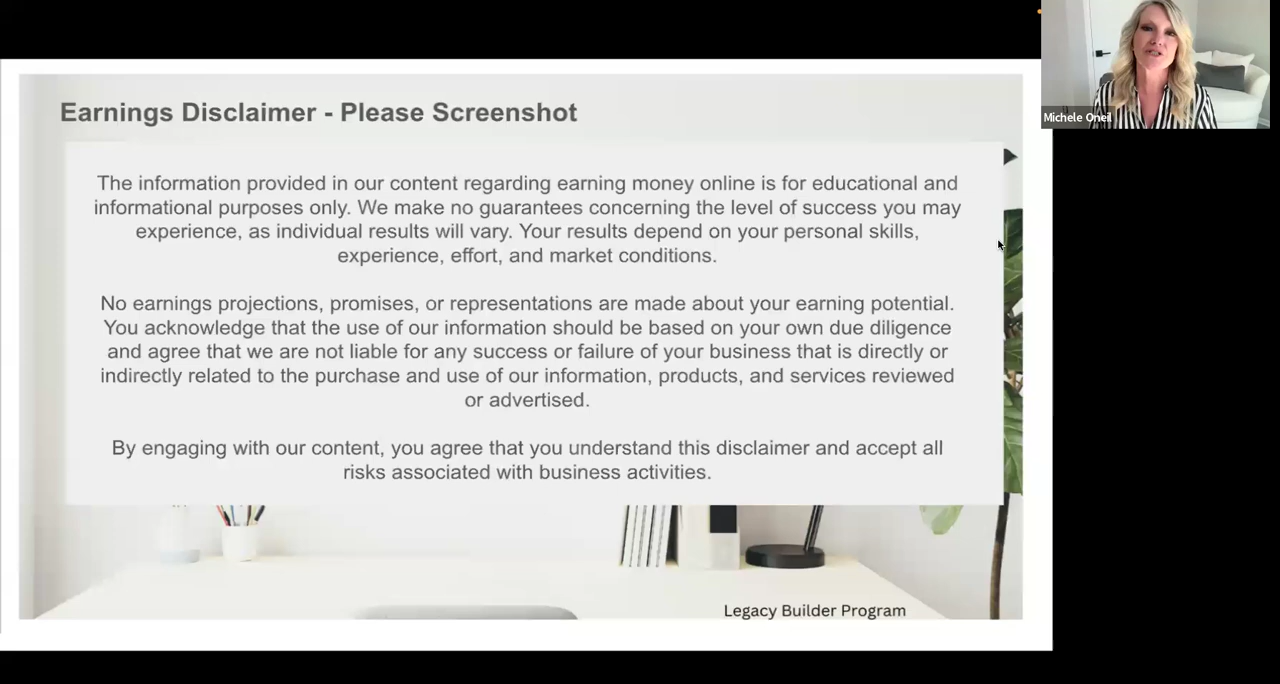 Earnings Disclaimer - Please Screenshot
The information provided in our content regarding earning money online is for educational and
informational purposes only. We make no guarantees concerning the level of success you may
experience, as individual results will vary. Your results depend on your personal skills,
experience, effort, and market conditions.
No earnings projections, promises, or representations are made about your earning potential.
You acknowledge that the use of our information should be based on your own due diligence
and agree that we are not liable for any success or failure of your business that is directly or
indirectly related to the purchase and use of our information, products, and services reviewed
or advertised.
By engaging with our content, you agree that you understand this disclaimer and accept all
risks associated with business activities.
Legacy Builder Program
Michele Oneil